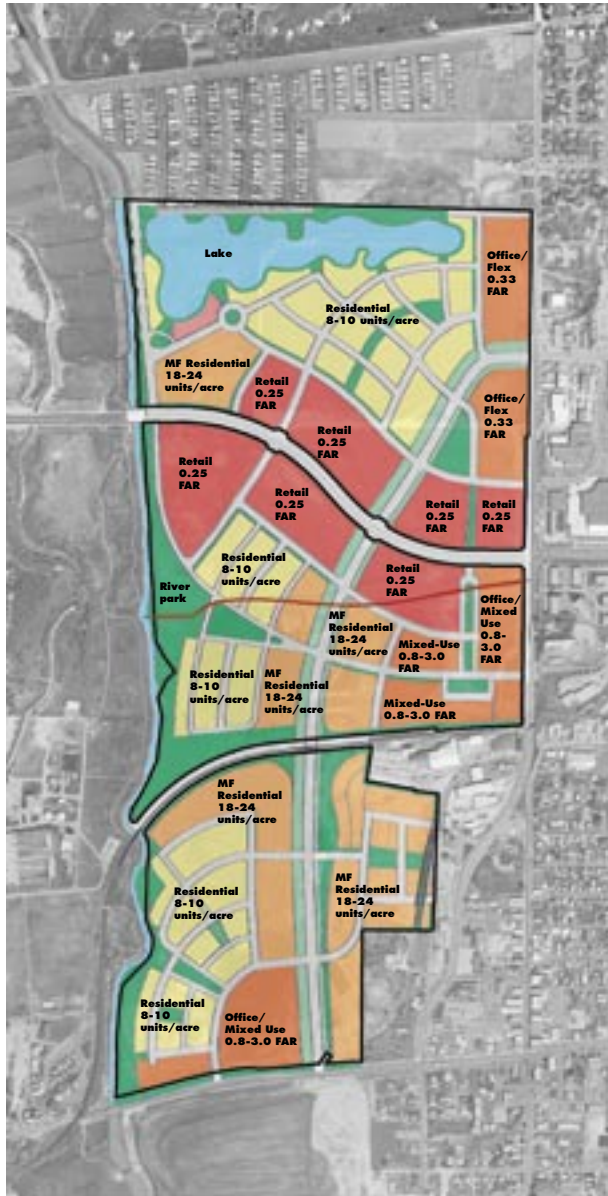 Lake
Office/
Flex
0.33
FAR
Residential
8-10 units/acre
MF Residential
18-24
units/acre
Retail
0.25
FAR
Office/
Flex
0.33
FAR
Retail
0.25
FAR
Retail
0.25
FAR
Retail
0.25
FAR
Retail
0.25
FAR
Retail
0.25
FAR
Residential
8-10
units/acre
Retail
0.25
FAR
River
park
Office/
Mixed
Use
0.8-
3.0
FAR
MF
Residential
18-24
units/acre
Mixed-Use
0.8-3.0
FAR
Residential
8-10
units/acre
MF
Residential
18-24
units/acre
Mixed-Use
0.8-3.0 FAR
MF
Residential
18-24
units/acre
MF
Residential
18-24
units/acre
Residential
8-10
units/acre
Residential
8-10
units/acre
Office/
Mixed Use
0.8-3.0 FAR